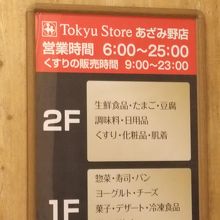 Tokyu Store あざみ野店
営業時間 6:00~25:00
くすりの販売時間 9:00~23:00
2F
生鮮食品・たまご・豆腐
調味料・日用品
くすり・化粧品・肌着
1F
惣菜・寿司・パン
ヨーグルト・チーズ
菓子・デザート・冷凍食品